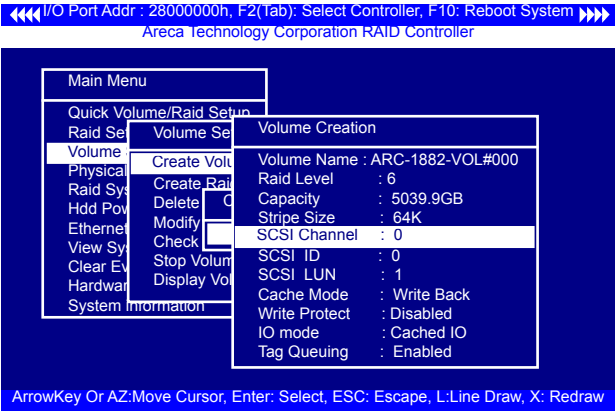 I/O Port Addr : 28000000h, F2(Tab): Select Controller, F10: Reboot System
Areca Technology Corporation RAID Controller
Main Menu
Quick Volume/Raid Setup
Raid Set
Volume
Physical
Raid Sys
Hdd Pow
Ethernet
View Sy
Clear Ev
Hardwar
System Information
Volume Se
Create Volu
Create Rai
Delete
Modify
Check
Stop Volum
Display Vol
C
Volume Creation
Volume Name : ARC-1882-VOL#000
Raid Level : 6
Capacity : 5039.9GB
Stripe Size : 64K
SCSI Channel : 0
SCSI ID : 0
SCSI LUN : 1
Cache Mode : Write Back
Write Protect : Disabled
IO mode : Cached IO
Tag Queuing : Enabled
ArrowKey Or AZ:Move Cursor, Enter: Select, ESC: Escape, L:Line Draw, X: Redraw